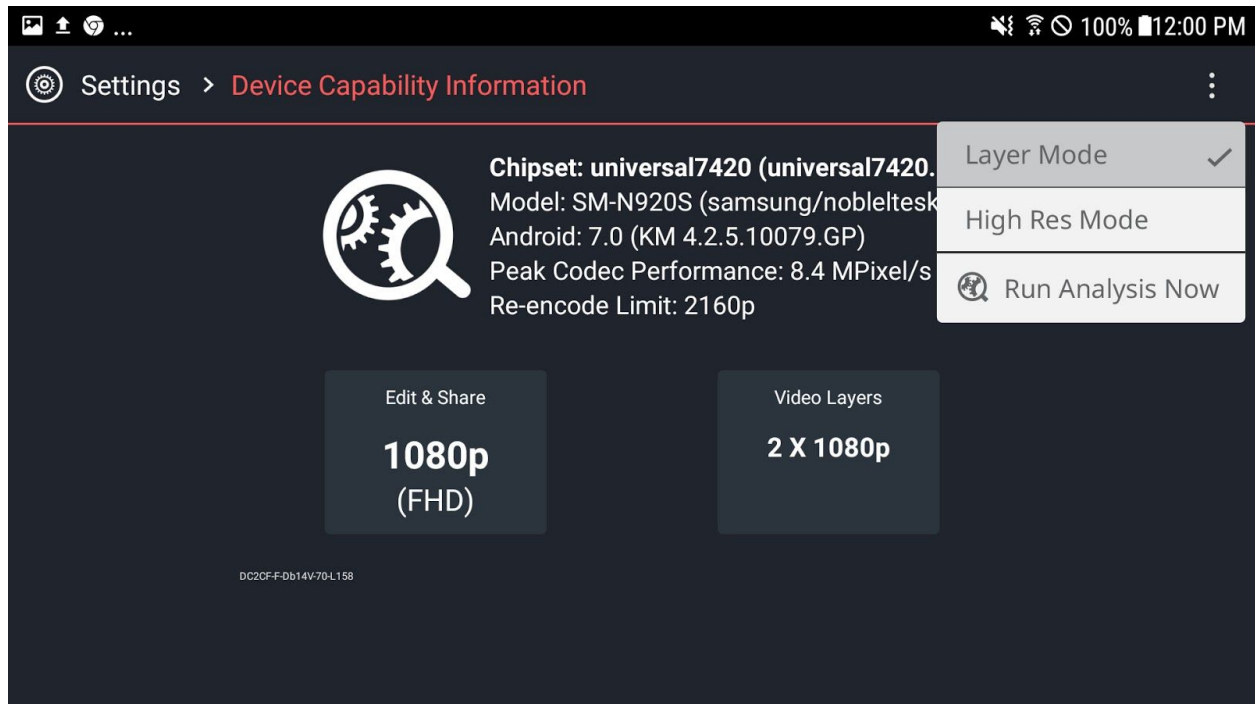 ... 100% 12:00 PM
Settings > Device Capability Information
Chipset: universal7420 (universal7420.
Model: SM-N920S (samsung/nobleltesk
Android: 7.0 (KM 4.2.5.10079.GP)
Peak Codec Performance: 8.4 MPixel/s
Re-encode Limit: 2160p
Layer Mode
High Res Mode
Run Analysis Now
Edit & Share
1080p
(FHD)
Video Layers
2 X 1080p
DC2CF-F-Db14V-70-L158